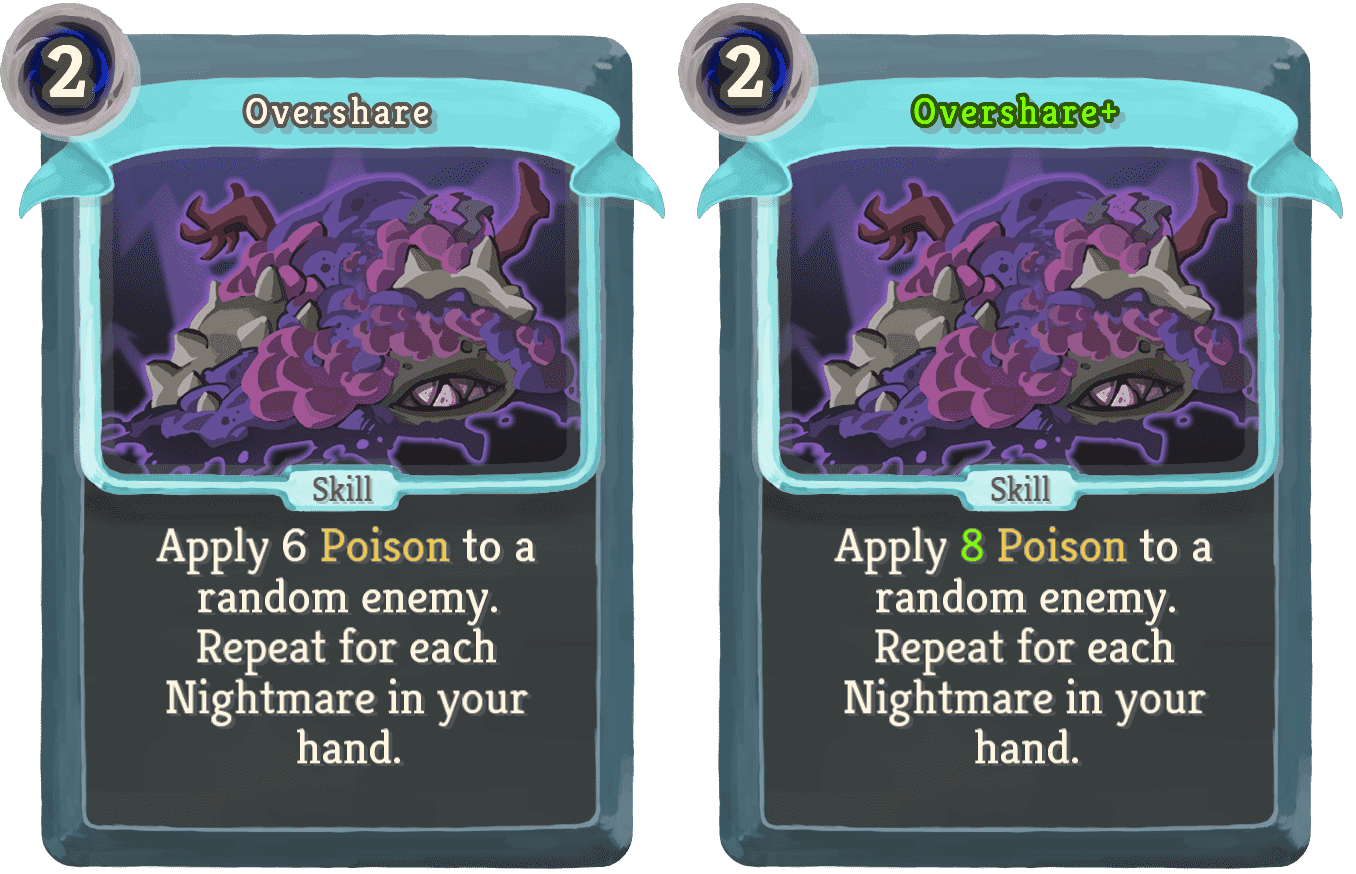 2
Overshare
Skill
Apply 6 Poison to a
random enemy.
Repeat for each
Nightmare in your
hand.
2
Overshare+
Skill
Apply 8 Poison to a
random enemy.
Repeat for each
Nightmare in your
hand.